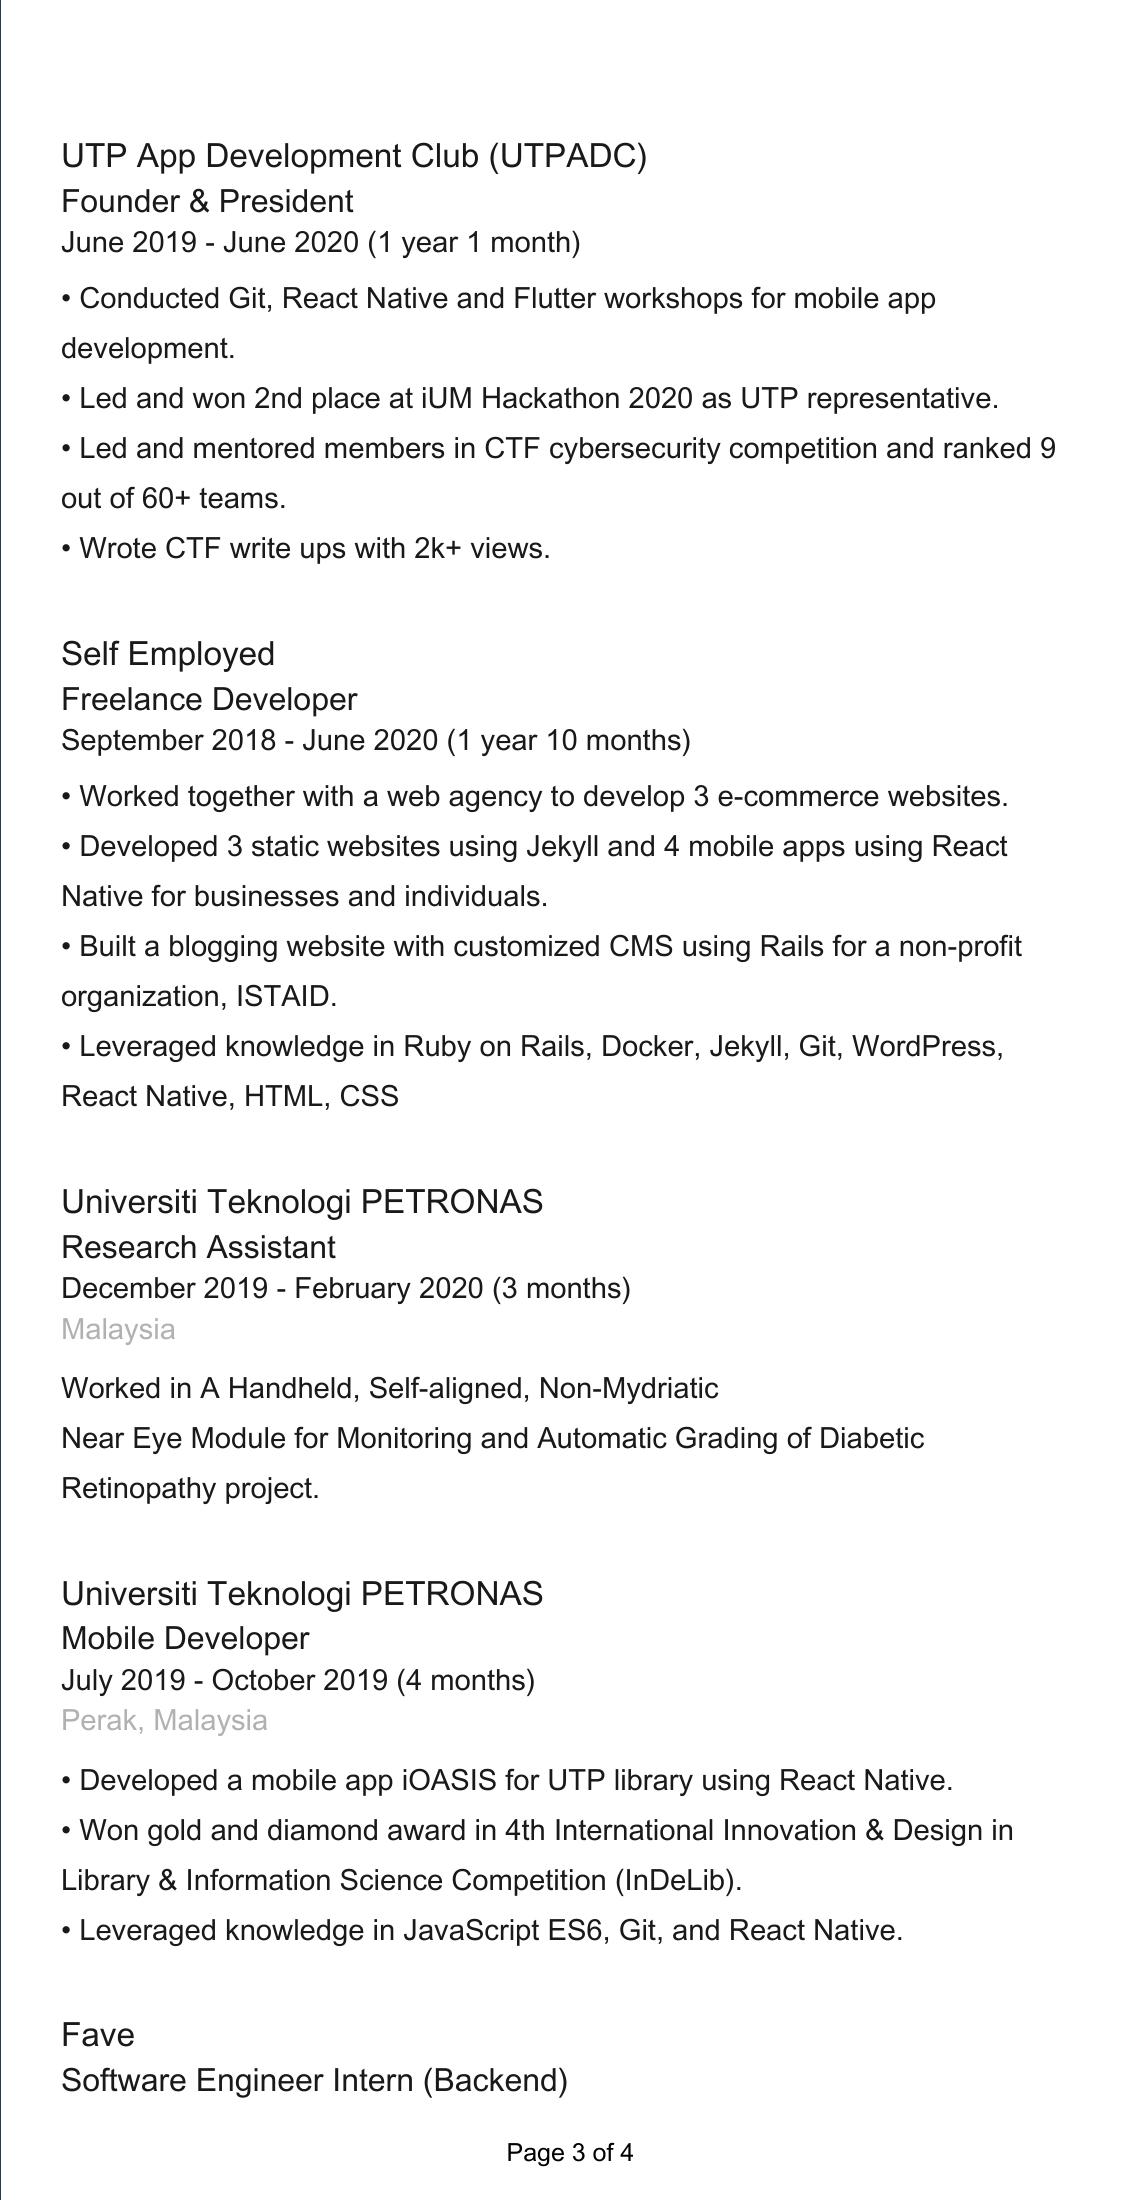 UTP App Development Club (UTPADC)
Founder & President
June 2019 - June 2020 (1 year 1 month)
• Conducted Git, React Native and Flutter workshops for mobile app
development.
• Led and won 2nd place at iUM Hackathon 2020 as UTP representative.
• Led and mentored members in CTF cybersecurity competition and ranked 9
out of 60+ teams.
• Wrote CTF write ups with 2k+ views.
Self Employed
Freelance Developer
September 2018 - June 2020 (1 year 10 months)
• Worked together with a web agency to develop 3 e-commerce websites.
• Developed 3 static websites using Jekyll and 4 mobile apps using React
Native for businesses and individuals.
• Built a blogging website with customized CMS using Rails for a non-profit
organization, ISTAID.
• Leveraged knowledge in Ruby on Rails, Docker, Jekyll, Git, WordPress,
React Native, HTML, CSS
Universiti Teknologi PETRONAS
Research Assistant
December 2019 - February 2020 (3 months)
Malaysia
Worked in A Handheld, Self-aligned, Non-Mydriatic
Near Eye Module for Monitoring and Automatic Grading of Diabetic
Retinopathy project.
Universiti Teknologi PETRONAS
Mobile Developer
July 2019 - October 2019 (4 months)
Perak, Malaysia
• Developed a mobile app iOASIS for UTP library using React Native.
• Won gold and diamond award in 4th International Innovation & Design in
Library & Information Science Competition (InDeLib).
• Leveraged knowledge in JavaScript ES6, Git, and React Native.
Fave
Software Engineer Intern (Backend)
Page 3 of 4